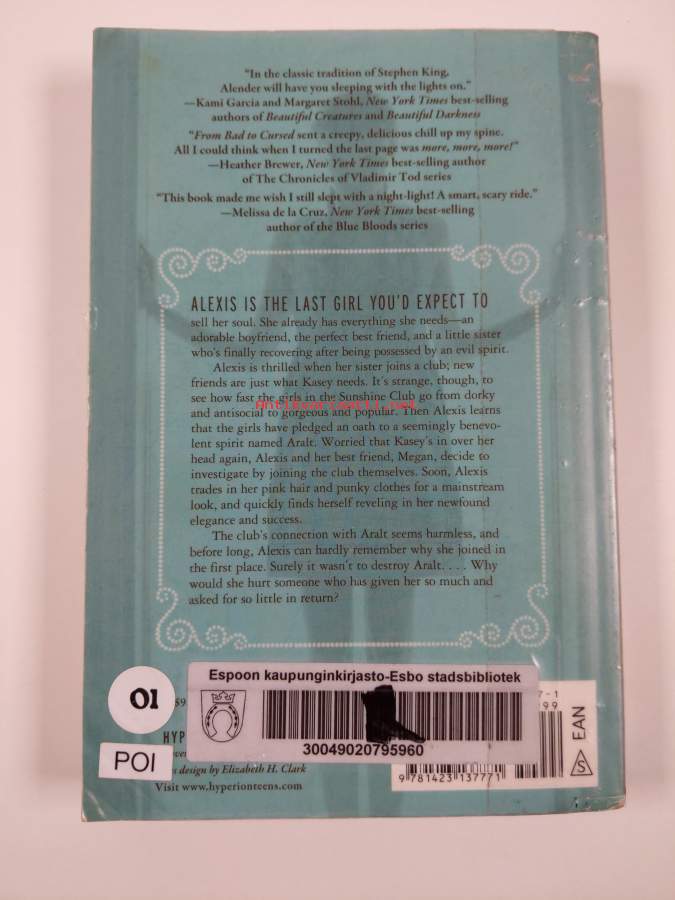 “In the classic tradition of Stephen King,
Alender will have you sleeping with the lights on.”
—Kami Garcia and Margaret Stohl, New York Times best-selling
authors of Beautiful Creatures and Beautiful Darkness
“From Bad to Cursed sent a creepy, delicious chill up my spine.
All I could think when I turned the last page was more, more, more!”
—Heather Brewer, New York Times best-selling author
of The Chronicles of Vladimir Tod series
“This book made me wish I still slept with a night-light! A smart, scary ride.”
—Melissa de la Cruz, New York Times best-selling
author of the Blue Bloods series
ALEXIS IS THE LAST GIRL YOU’D EXPECT TO
sell her soul. She already has everything she needs—an
adorable boyfriend, the perfect best friend, and a little sister
who’s finally recovering after being possessed by an evil spirit.
Alexis is thrilled when her sister joins a club; new
friends are just what Kasey needs. It’s strange, though, to
see how fast the girls in the Sunshine Club go from dorky
and antisocial to gorgeous and popular. Then Alexis learns
that the girls have pledged an oath to a seemingly benevo-
lent spirit named Aralt. Worried that Kasey’s in over her
head again, Alexis and her best friend, Megan, decide to
investigate by joining the club themselves. Soon, Alexis
trades in her pink hair and punky clothes for a mainstream
look, and quickly finds herself reveling in her newfound
elegance and success.
The club’s connection with Aralt seems harmless, and
before long, Alexis can hardly remember why she joined in
the first place. Surely it wasn’t to destroy Aralt. . . . Why
would she hurt someone who has given her so much and
asked for so little in return?
Espoon kaupunginkirjasto-Esbo stadsbibliotek
30049020795960
01
POI
59
7-1
99
HYP
design by Elizabeth H. Clark
Visit www.hyperionteens.com
9 781423 137771
S
EAN